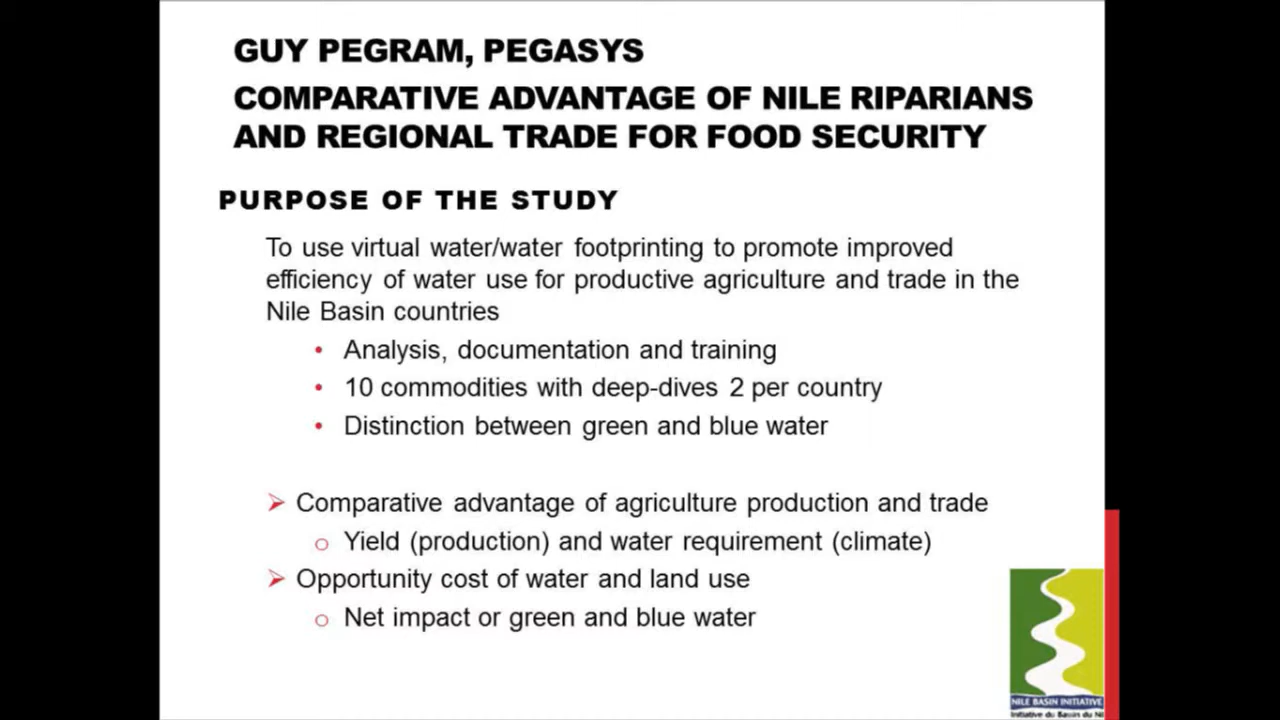 GUY PEGRAM, PEGASYS
COMPARATIVE ADVANTAGE OF NILE RIPARIANS
AND REGIONAL TRADE FOR FOOD SECURITY
PURPOSE OF THE STUDY
To use virtual water/water footprinting to promote improved
efficiency of water use for productive agriculture and trade in the
Nile Basin countries
• Analysis, documentation and training
• 10 commodities with deep-dives 2 per country
• Distinction between green and blue water
➢ Comparative advantage of agriculture production and trade
o Yield (production) and water requirement (climate)
➢ Opportunity cost of water and land use
o Net impact or green and blue water
NILE BASIN INITIATIVE
Initiative du Bassin du Ni